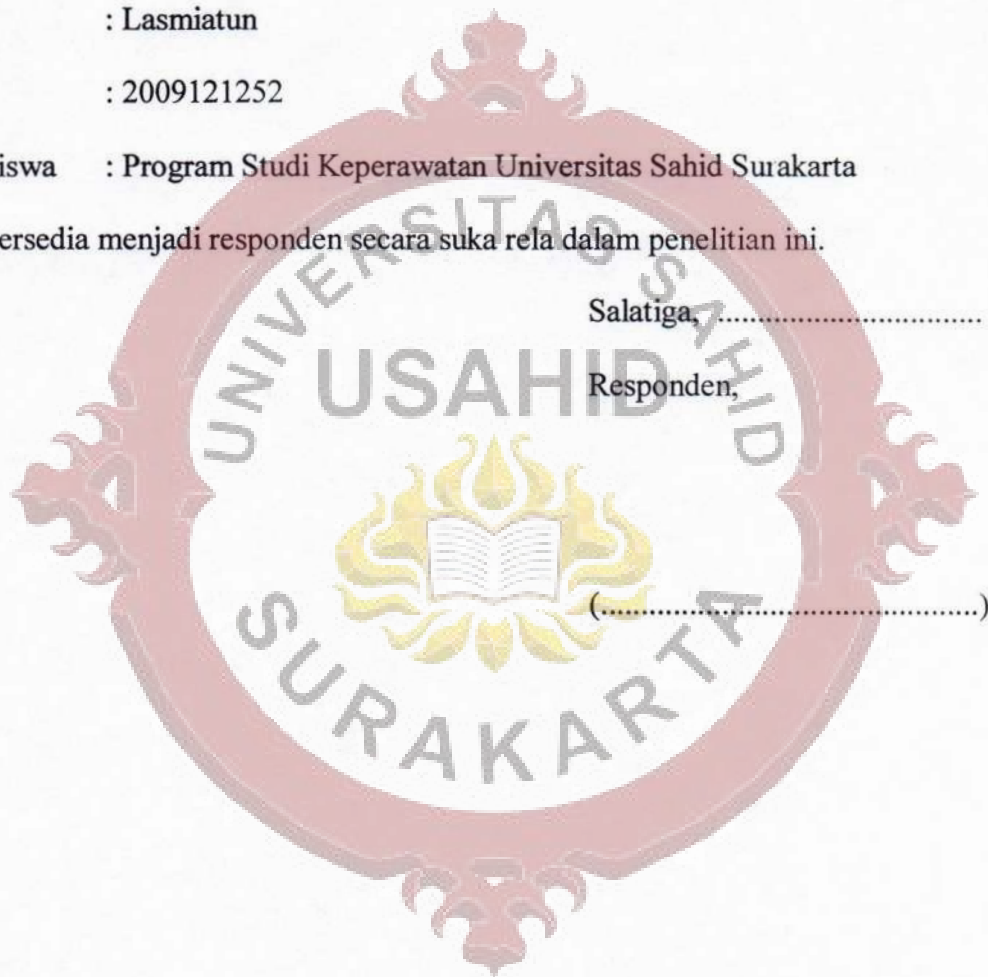 : Lasmiatun
: 2009121252
iswa : Program Studi Keperawatan Universitas Sahid Surakarta
ersedia menjadi responden secara suka rela dalam penelitian ini.
Salatiga, ...............................
Responden,
(.............................................)
UNIVERSITAS SAHID
USAHID
SURAKARTA